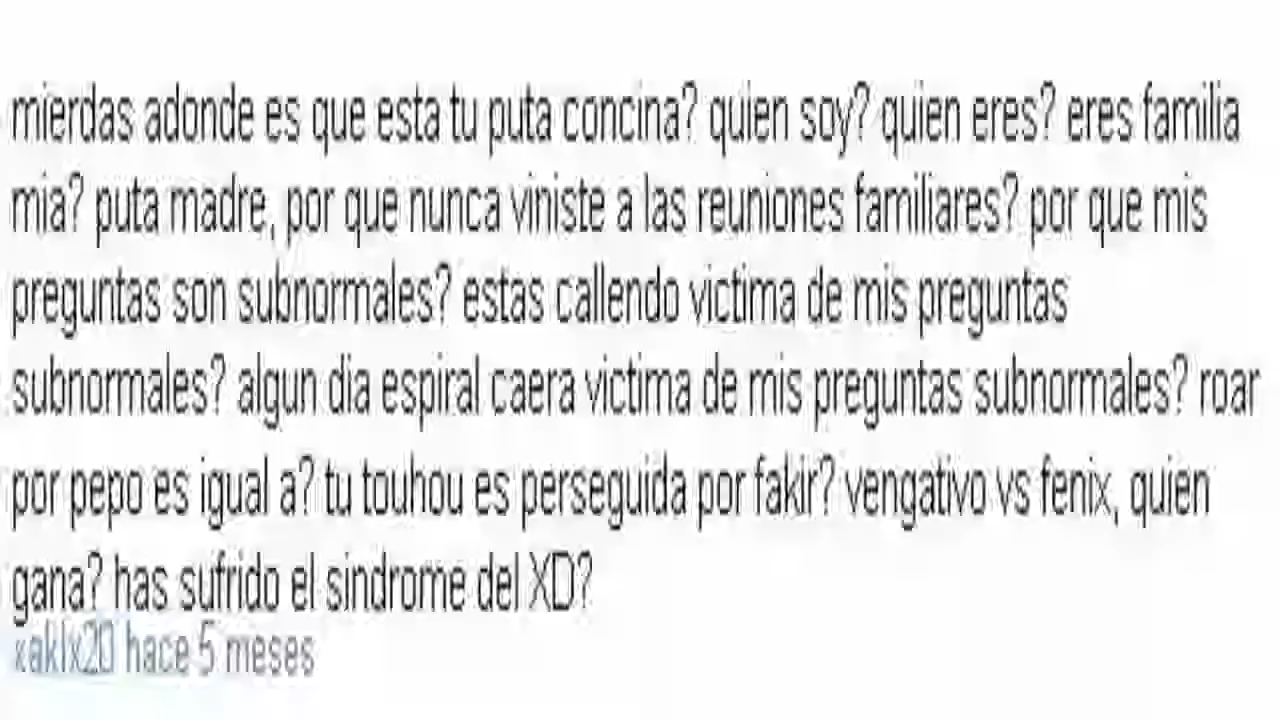 mierdas adonde es que esta tu puta concina? quien soy? quien eres? eres familia
mia? puta madre, por que nunca viniste a las reuniones familiares? por que mis
preguntas son subnormales? estas callendo victima de mis preguntas
subnormales? algun dia espiral caera victima de mis preguntas subnormales? roar
por pepo es igual a? tu touhou es perseguida por fakir? vengativo vs fenix, quien
gana? has sufrido el sindrome del XD?
xaklx20 hace 5 meses